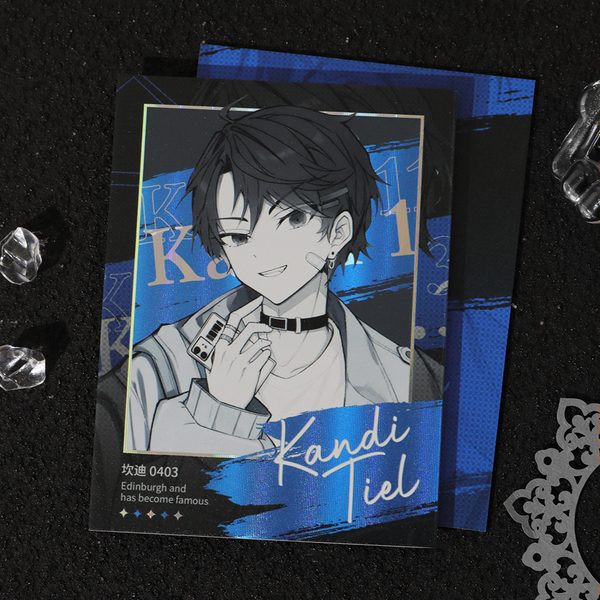 Kandi
Tiel
坎迪 0403
Edinburgh and
has become famous